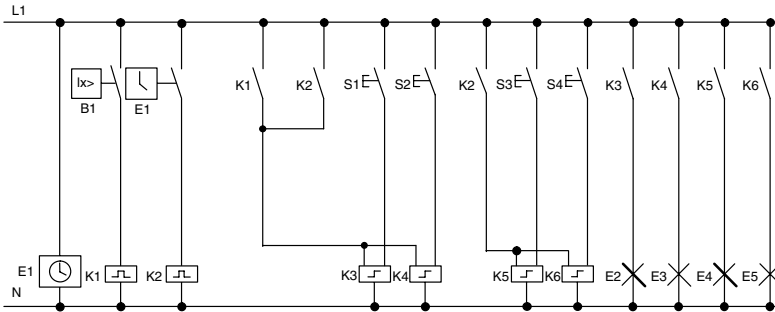 L1
K1 K2 S1 S2 K2 S3 S4 K3 K4 K5 K6
Ix>
B1 E1
E1 K1 K2 K3 K4 K5 K6 E2 E3 E4 E5
N